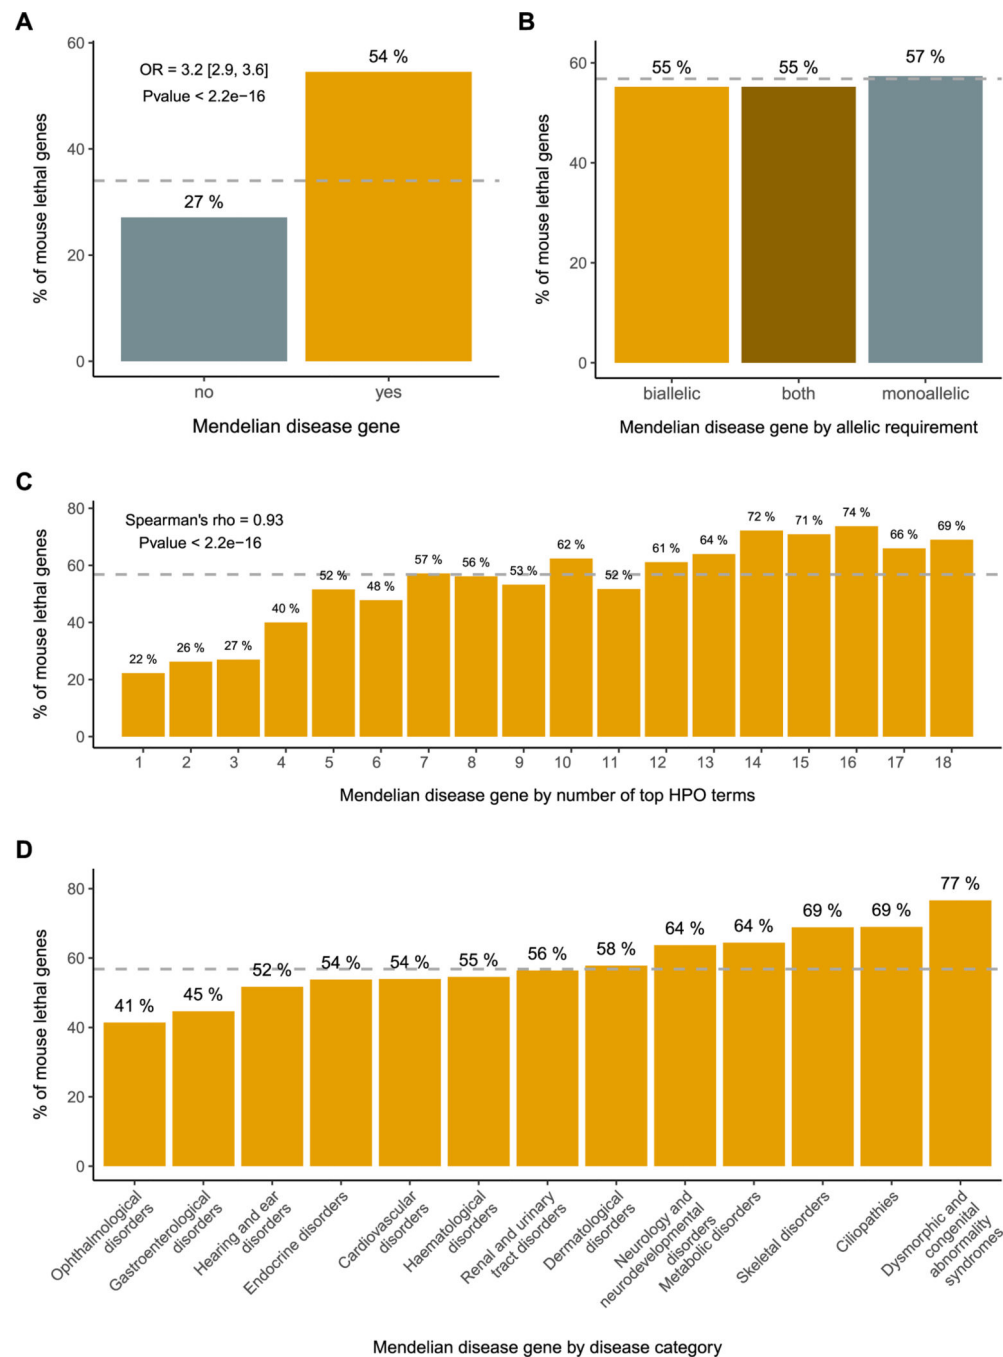 A
60
40
20
0
% of mouse lethal genes
OR = 3.2 [2.9, 3.6]
Pvalue < 2.2e−16
27 %
54 %
no
yes
Mendelian disease gene
B
60
40
20
0
% of mouse lethal genes
55 %
55 %
57 %
biallelic
both
monoallelic
Mendelian disease gene by allelic requirement
C
80
60
40
20
0
% of mouse lethal genes
Spearman's rho = 0.93
Pvalue < 2.2e−16
22 %
26 %
27 %
40 %
52 %
48 %
57 %
56 %
53 %
62 %
52 %
61 %
64 %
72 %
71 %
74 %
66 %
69 %
1 2 3 4 5 6 7 8 9 10 11 12 13 14 15 16 17 18
Mendelian disease gene by number of top HPO terms
D
80
60
40
20
0
% of mouse lethal genes
41 %
45 %
52 %
54 %
54 %
55 %
56 %
58 %
64 %
64 %
69 %
69 %
77 %
Ophthalmological
disorders
Gastroenterological
disorders
Hearing and ear
disorders
Endocrine disorders
Cardiovascular
disorders
Haematological
disorders
Renal and urinary
tract disorders
Dermatological
disorders
Neurology and
neurodevelopmental
disorders
Metabolic disorders
Skeletal disorders
Ciliopathies
Dysmorphic and
congenital
abnormality
syndromes
Mendelian disease gene by disease category